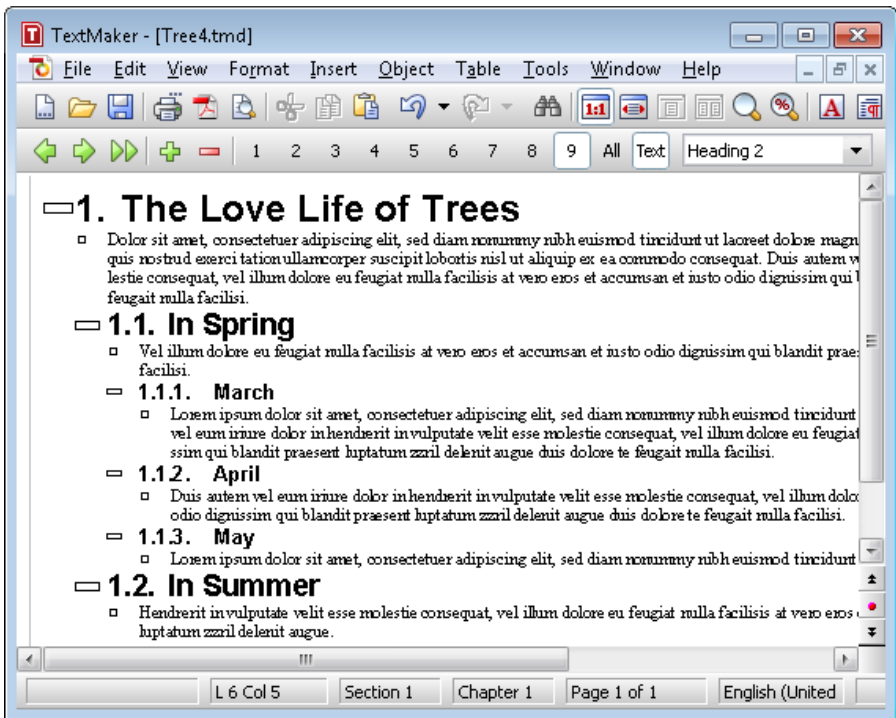 TextMaker - [Tree4.tmd]
File Edit View Format Insert Object Table Tools Window Help
1:1 % A
1 2 3 4 5 6 7 8 9 All Text Heading 2
1. The Love Life of Trees
Dolor sit amet, consectetuer adipiscing elit, sed diam nonummy nibh euismod tincidunt ut laoreet dolore magn
quis nostrud exerci tation ullamcorper suscipit lobortis nisl ut aliquip ex ea commodo consequat. Duis autem v
lestie consequat, vel illum dolore eu feugiat nulla facilisis at vero eros et accumsan et iusto odio dignissim qui
feugait nulla facilisi.
1.1. In Spring
Vel illum dolore eu feugiat nulla facilisis at vero eros et accumsan et iusto odio dignissim qui blandit prae
facilisi.
1.1.1. March
Lorem ipsum dolor sit amet, consectetuer adipiscing elit, sed diam nonummy nibh euismod tincidunt
vel eum iriure dolor in hendrerit in vulputate velit esse molestie consequat, vel illum dolore eu feugiat
ssim qui blandit praesent luptatum zzril delenit augue duis dolore te feugait nulla facilisi.
1.1.2. April
Duis autem vel eum iriure dolor in hendrerit in vulputate velit esse molestie consequat, vel illum dolo
odio dignissim qui blandit praesent luptatum zzril delenit augue duis dolore te feugait nulla facilisi.
1.1.3. May
Lorem ipsum dolor sit amet, consectetuer adipiscing elit, sed diam nonummy nibh euismod tincidunt
1.2. In Summer
Hendrerit in vulputate velit esse molestie consequat, vel illum dolore eu feugiat nulla facilisis at vero eros
luptatum zzril delenit augue.
L 6 Col 5 Section 1 Chapter 1 Page 1 of 1 English (United